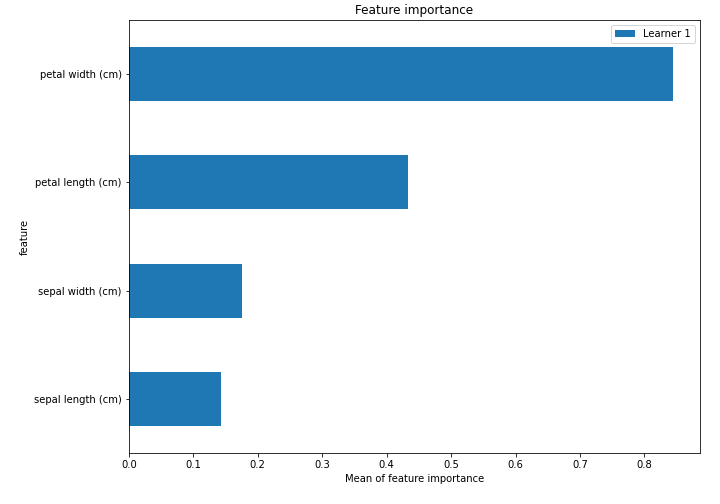 Feature importance
Learner 1
petal width (cm)
petal length (cm)
sepal width (cm)
sepal length (cm)
feature
0.0 0.1 0.2 0.3 0.4 0.5 0.6 0.7 0.8
Mean of feature importance